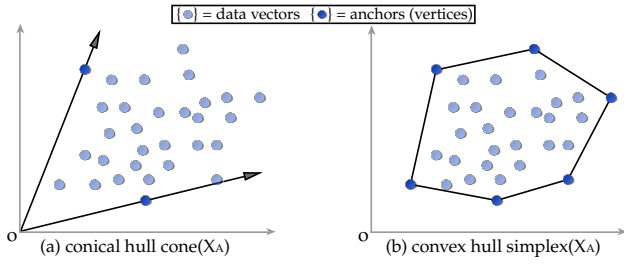 { } = data vectors { } = anchors (vertices)
O
O
(a) conical hull cone(XA)
(b) convex hull simplex(XA)